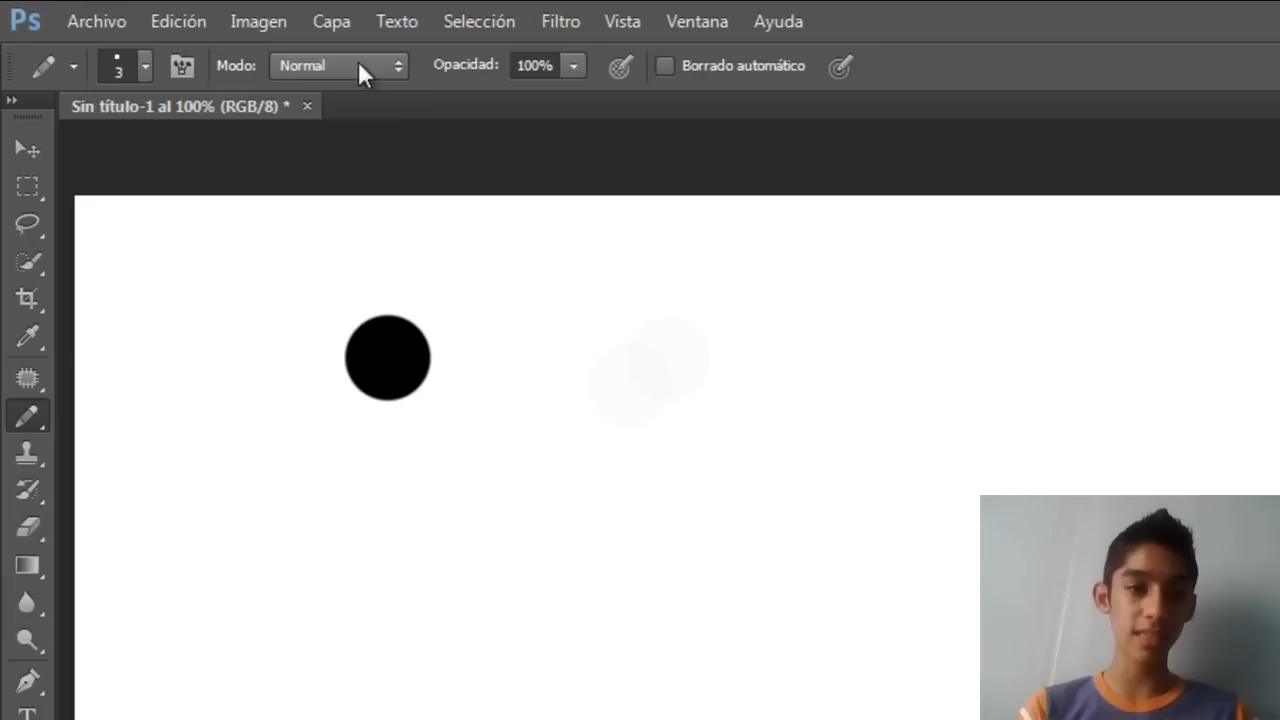 Ps Archivo Edición Imagen Capa Texto Selección Filtro Vista Ventana Ayuda
3 Modo: Normal Opacidad: 100% Borrado automático
Sin título-1 al 100% (RGB/8) * ×
T